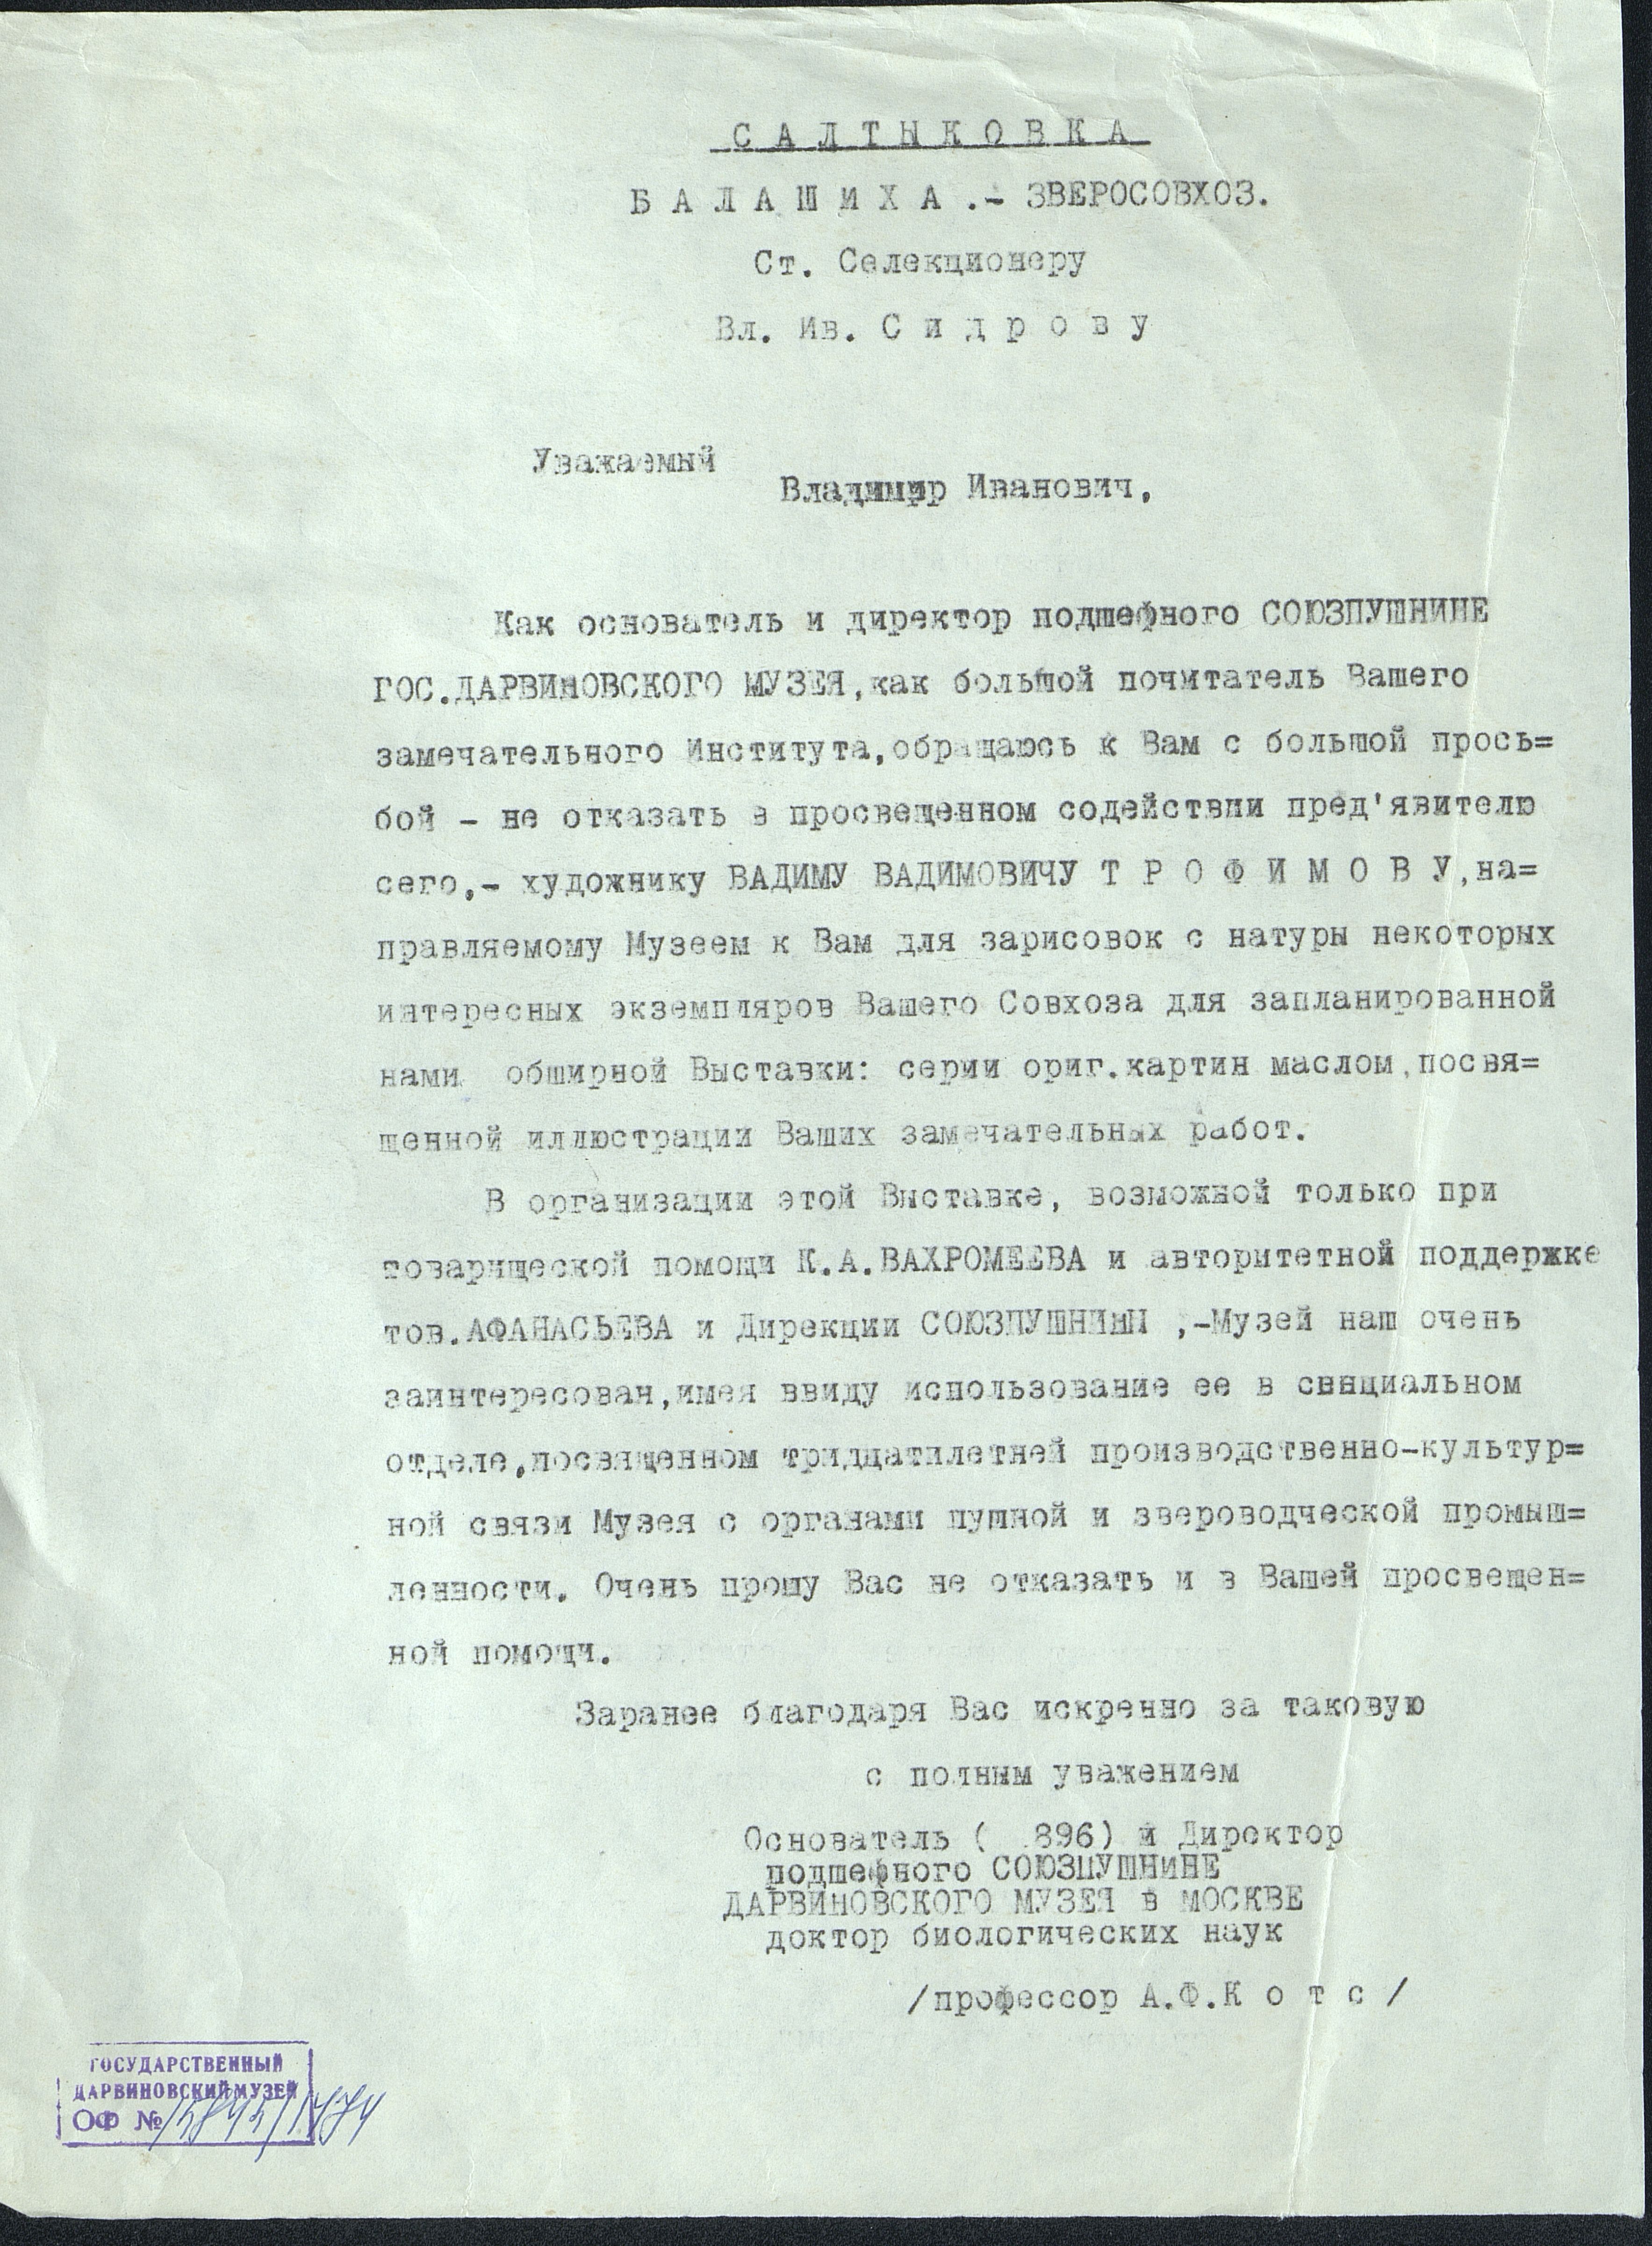 С А Л Т Ы К О В К А
Б А Л А Ш И Х А .- ЗВЕРОСОВХОЗ.
Ст. Селекционеру
Вл. Ив. С и д р о в у
Уважаемый
Владимир Иванович,
Как основатель и директор подшефного СОЮЗПУШНИНЕ
ГОС.ДАРВИНОВСКОГО МУЗЕЯ,как большой почитатель Вашего
замечательного Института,обращаюсь к Вам с большой прось=
бой - не отказать в просвещенном содействии пред'явителю
сего,- художнику ВАДИМУ ВАДИМОВИЧУ Т Р О Ф И М О В У,на=
правляемому Музеем к Вам для зарисовок с натуры некоторых
интересных экземпляров Вашего Совхоза для запланированной
нами обширной Выставки: серии ориг.картин маслом,посвя=
щенной иллюстрации Ваших замечательных работ.
В организации этой Выставке, возможной только при
товарищеской помощи К.А.ВАХРОМЕЕВА и авторитетной поддержке
тов.АФАНАСЬЕВА и Дирекции СОЮЗПУШНИНЫ ,-Музей наш очень
заинтересован,имея ввиду использование ее в специальном
отделе,посвященном тридцатилетней производственно-культур=
ной связи Музея с органами пушной и звероводческой промыш=
ленности. Очень прошу Вас не отказать и в Вашей просвещен=
ной помощи.
Заранее благодаря Вас искренно за таковую
с полным уважением
Основатель ( 896) и Директор
подшефного СОЮЗПУШНИНЕ
ДАРВИНОВСКОГО МУЗЕЯ в МОСКВЕ
доктор биологических наук
/профессор А.Ф.К о т с /
ГОСУДАРСТВЕННЫЙ
ДАРВИНОВСКИЙ МУЗЕЙ
ОФ №